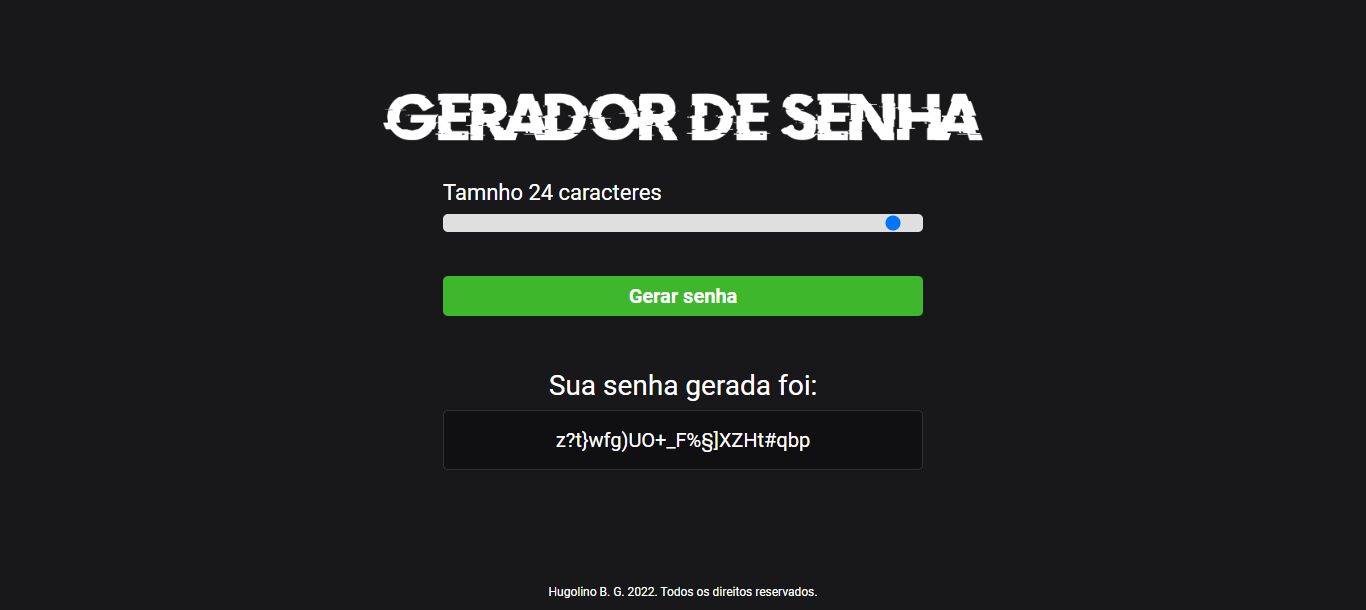 GERADOR DE SENHA
Tamnho 24 caracteres
Gerar senha
Sua senha gerada foi:
z?t}wfg)UO+_F%§]XZHt#qbp
Hugolino B. G. 2022. Todos os direitos reservados.